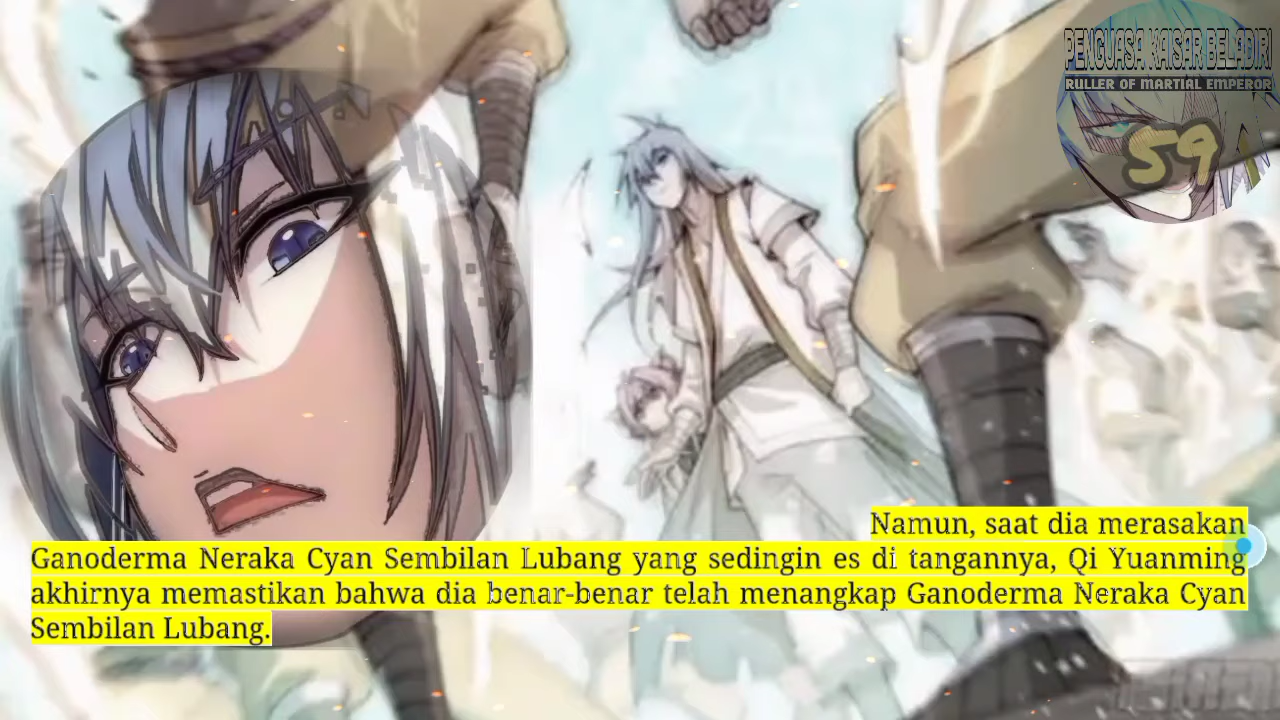 PENGUASA KAISAR BELADIRI
RULLER OF MARTIAL EMPEROR
59
Namun, saat dia merasakan
Ganoderma Neraka Cyan Sembilan Lubang yang sedingin es di tangannya, Qi Yuanming
akhirnya memastikan bahwa dia benar-benar telah menangkap Ganoderma Neraka Cyan
Sembilan Lubang.